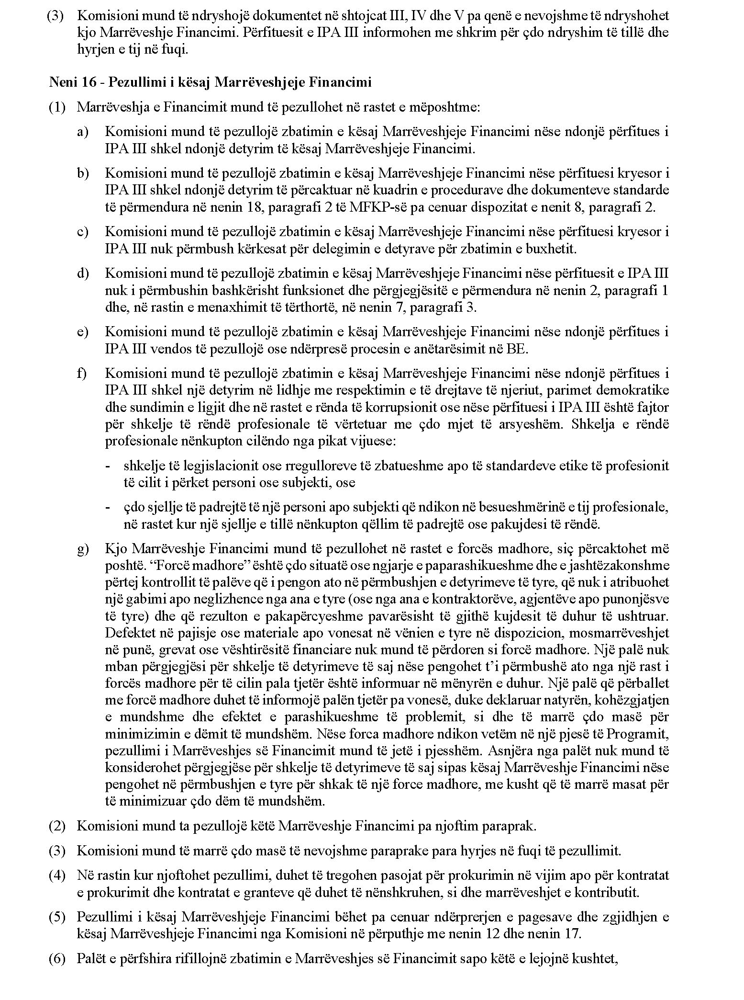 (3) Komisioni mund të ndryshojë dokumentet në shtojcat III, IV dhe V pa qenë e nevojshme të ndryshohet
kjo Marrëveshje Financimi. Përfituesit e IPA III informohen me shkrim për çdo ndryshim të tillë dhe
hyrjen e tij në fuqi.
Neni 16 - Pezullimi i kësaj Marrëveshjeje Financimi
(1) Marrëveshja e Financimit mund të pezullohet në rastet e mëposhtme:
a) Komisioni mund të pezullojë zbatimin e kësaj Marrëveshjeje Financimi nëse ndonjë përfitues i
IPA III shkel ndonjë detyrim të kësaj Marrëveshjeje Financimi.
b) Komisioni mund të pezullojë zbatimin e kësaj Marrëveshjeje Financimi nëse përfituesi kryesor i
IPA III shkel ndonjë detyrim të përcaktuar në kuadrin e procedurave dhe dokumenteve standarde
të përmendura në nenin 18, paragrafi 2 të MFKP-së pa cenuar dispozitat e nenit 8, paragrafi 2.
c) Komisioni mund të pezullojë zbatimin e kësaj Marrëveshjeje Financimi nëse përfituesi kryesor i
IPA III nuk përmbush kërkesat për delegimin e detyrave për zbatimin e buxhetit.
d) Komisioni mund të pezullojë zbatimin e kësaj Marrëveshjeje Financimi nëse përfituesit e IPA III
nuk i përmbushin bashkërisht funksionet dhe përgjegjësitë e përmendura në nenin 2, paragrafi 1
dhe, në rastin e menaxhimit të tërthortë, në nenin 7, paragrafi 3.
e) Komisioni mund të pezullojë zbatimin e kësaj Marrëveshjeje Financimi nëse ndonjë përfitues i
IPA III vendos të pezullojë ose ndërpresë procesin e anëtarësimit në BE.
f) Komisioni mund të pezullojë zbatimin e kësaj Marrëveshjeje Financimi nëse ndonjë përfitues i
IPA III shkel një detyrim në lidhje me respektimin e të drejtave të njeriut, parimet demokratike
dhe sundimin e ligjit dhe në rastet e rënda të korrupsionit ose nëse përfituesi i IPA III është fajtor
për shkelje të rëndë profesionale të vërtetuar me çdo mjet të arsyeshëm. Shkelja e rëndë
profesionale nënkupton cilëndo nga pikat vijuese:
- shkelje të legjislacionit ose rregulloreve të zbatueshme apo të standardeve etike të profesionit
të cilit i përket personi ose subjekti, ose
- çdo sjellje të padrejtë të një personi apo subjekti që ndikon në besueshmërinë e tij profesionale,
në rastet kur një sjellje e tillë nënkupton qëllim të padrejtë ose pakujdesi të rëndë.
g) Kjo Marrëveshje Financimi mund të pezullohet në rastet e forcës madhore, siç përcaktohet më
poshtë. “Forcë madhore” është çdo situatë ose ngjarje e paparashikueshme dhe e jashtëzakonshme
përtej kontrollit të palëve që i pengon ato në përmbushjen e detyrimeve të tyre, që nuk i atribuohet
një gabimi apo neglizhence nga ana e tyre (ose nga ana e kontraktorëve, agjentëve apo punonjësve
të tyre) dhe që rezulton e pakapërcyeshme pavarësisht të gjithë kujdesit të duhur të ushtruar.
Defektet në pajisje ose materiale apo vonesat në vënien e tyre në dispozicion, mosmarrëveshjet
në punë, grevat ose vështirësitë financiare nuk mund të përdoren si forcë madhore. Një palë nuk
mban përgjegjësi për shkelje të detyrimeve të saj nëse pengohet t’i përmbushë ato nga një rast i
forcës madhore për të cilin pala tjetër është informuar në mënyrën e duhur. Një palë që përballet
me forcë madhore duhet të informojë palën tjetër pa vonesë, duke deklaruar natyrën, kohëzgjatjen
e mundshme dhe efektet e parashikueshme të problemit, si dhe të marrë çdo masë për
minimizimin e dëmit të mundshëm. Nëse forca madhore ndikon vetëm në një pjesë të Programit,
pezullimi i Marrëveshjes së Financimit mund të jetë i pjesshëm. Asnjëra nga palët nuk mund të
konsiderohet përgjegjëse për shkelje të detyrimeve të saj sipas kësaj Marrëveshje Financimi nëse
pengohet në përmbushjen e tyre për shkak të një force madhore, me kusht që të marrë masat për
të minimizuar çdo dëm të mundshëm.
(2) Komisioni mund ta pezullojë këtë Marrëveshje Financimi pa njoftim paraprak.
(3) Komisioni mund të marrë çdo masë të nevojshme paraprake para hyrjes në fuqi të pezullimit.
(4) Në rastin kur njoftohet pezullimi, duhet të tregohen pasojat për prokurimin në vijim apo për kontratat
e prokurimit dhe kontratat e granteve që duhet të nënshkruhen, si dhe marrëveshjet e kontributit.
(5) Pezullimi i kësaj Marrëveshjeje Financimi bëhet pa cenuar ndërprerjen e pagesave dhe zgjidhjen e
kësaj Marrëveshjeje Financimi nga Komisioni në përputhje me nenin 12 dhe nenin 17.
(6) Palët e përfshira rifillojnë zbatimin e Marrëveshjes së Financimit sapo këtë e lejojnë kushtet,